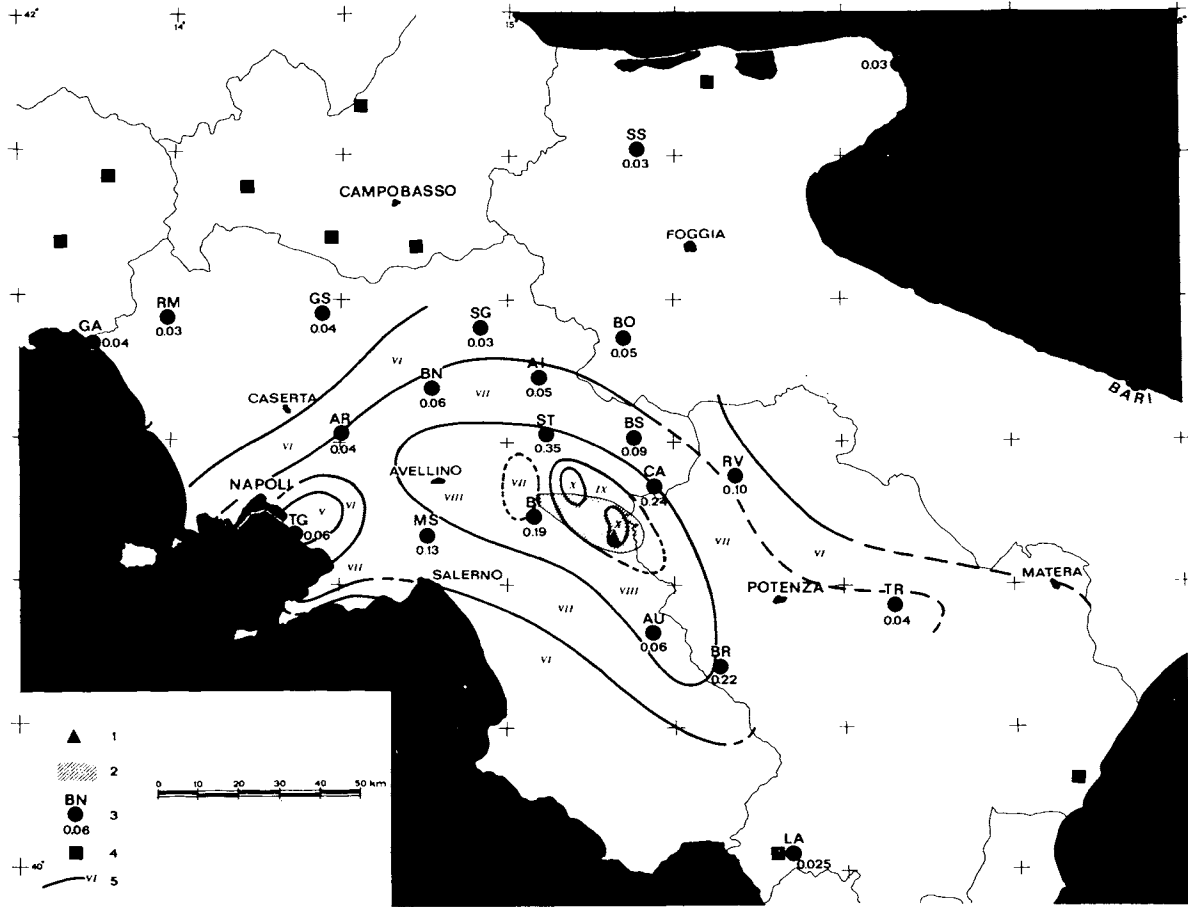 42°
14°
15°
0.03
SS
0.03
CAMPOBASSO
FOGGIA
RM
0.03
GS
0.04
SG
0.03
BO
0.05
GA
0.04
VI
BN
0.06
AI
0.05
VII
CASERTA
BARI
AR
0.04
VI
ST
0.35
BS
0.09
AVELLINO
VIII
VII
X
IX
CA
0.24
RV
0.10
NAPOLI
V
VI
TG
0.06
MS
0.13
0.19
X
VII
VI
VII
SALERNO
VII
VIII
POTENZA
MATERA
TR
0.04
AU
0.06
VI
BR
0.22
1
2
BN
0.06
3
4
VI
5
0 10 20 30 40 50 km
40°
LA
0.025